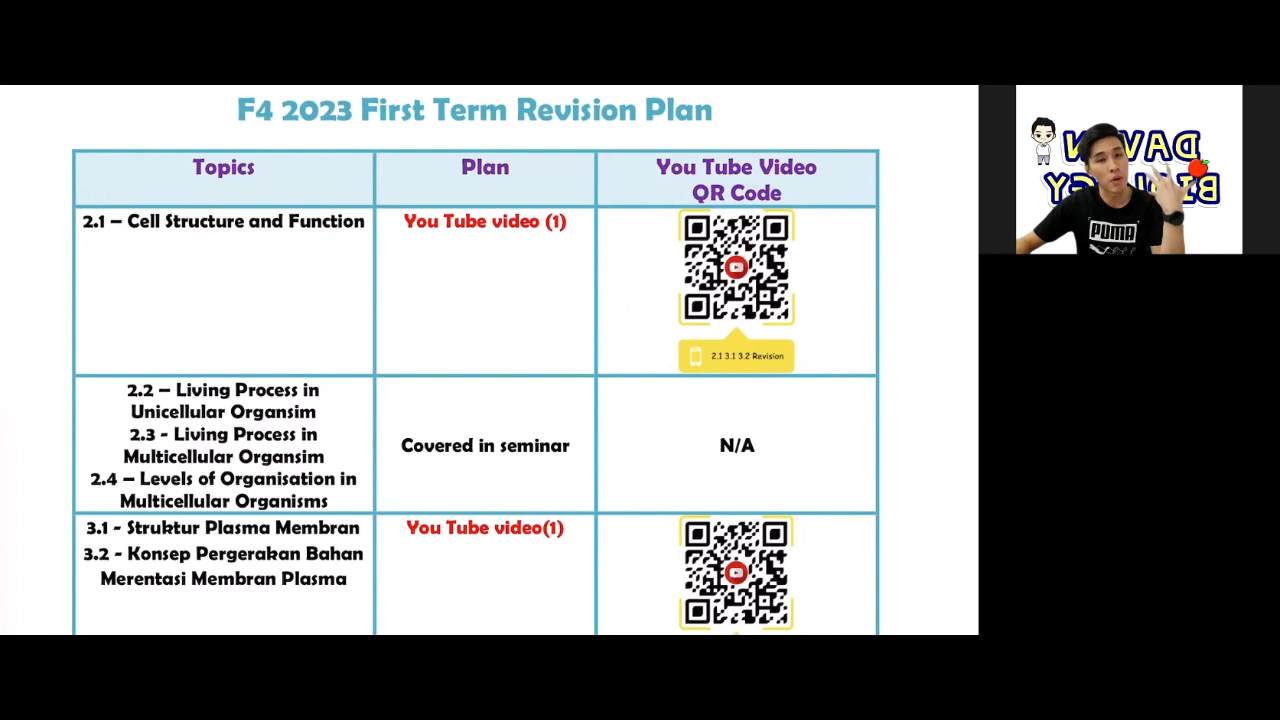 F4 2023 First Term Revision Plan
Topics
Plan
You Tube Video
QR Code
2.1 – Cell Structure and Function
You Tube video (1)
2.1 3.1 3.2 Revision
2.2 – Living Process in
Unicellular Organsim
2.3 - Living Process in
Multicellular Organsim
2.4 – Levels of Organisation in
Multicellular Organisms
Covered in seminar
N/A
3.1 - Struktur Plasma Membran
3.2 - Konsep Pergerakan Bahan
Merentasi Membran Plasma
You Tube video(1)
PUMA